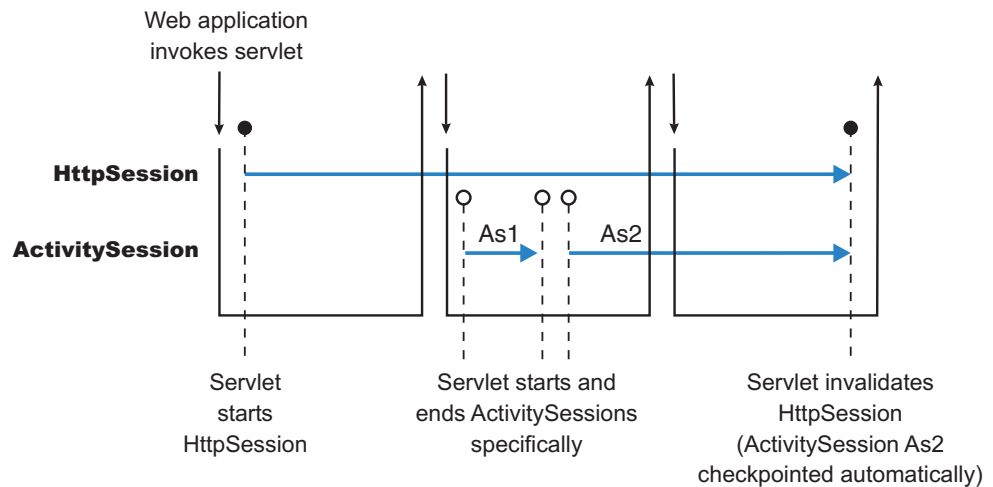 Web application
invokes servlet
HttpSession
ActivitySession
As1
As2
Servlet
starts
HttpSession
Servlet starts and
ends ActivitySessions
specifically
Servlet invalidates
HttpSession
(ActivitySession As2
checkpointed automatically)